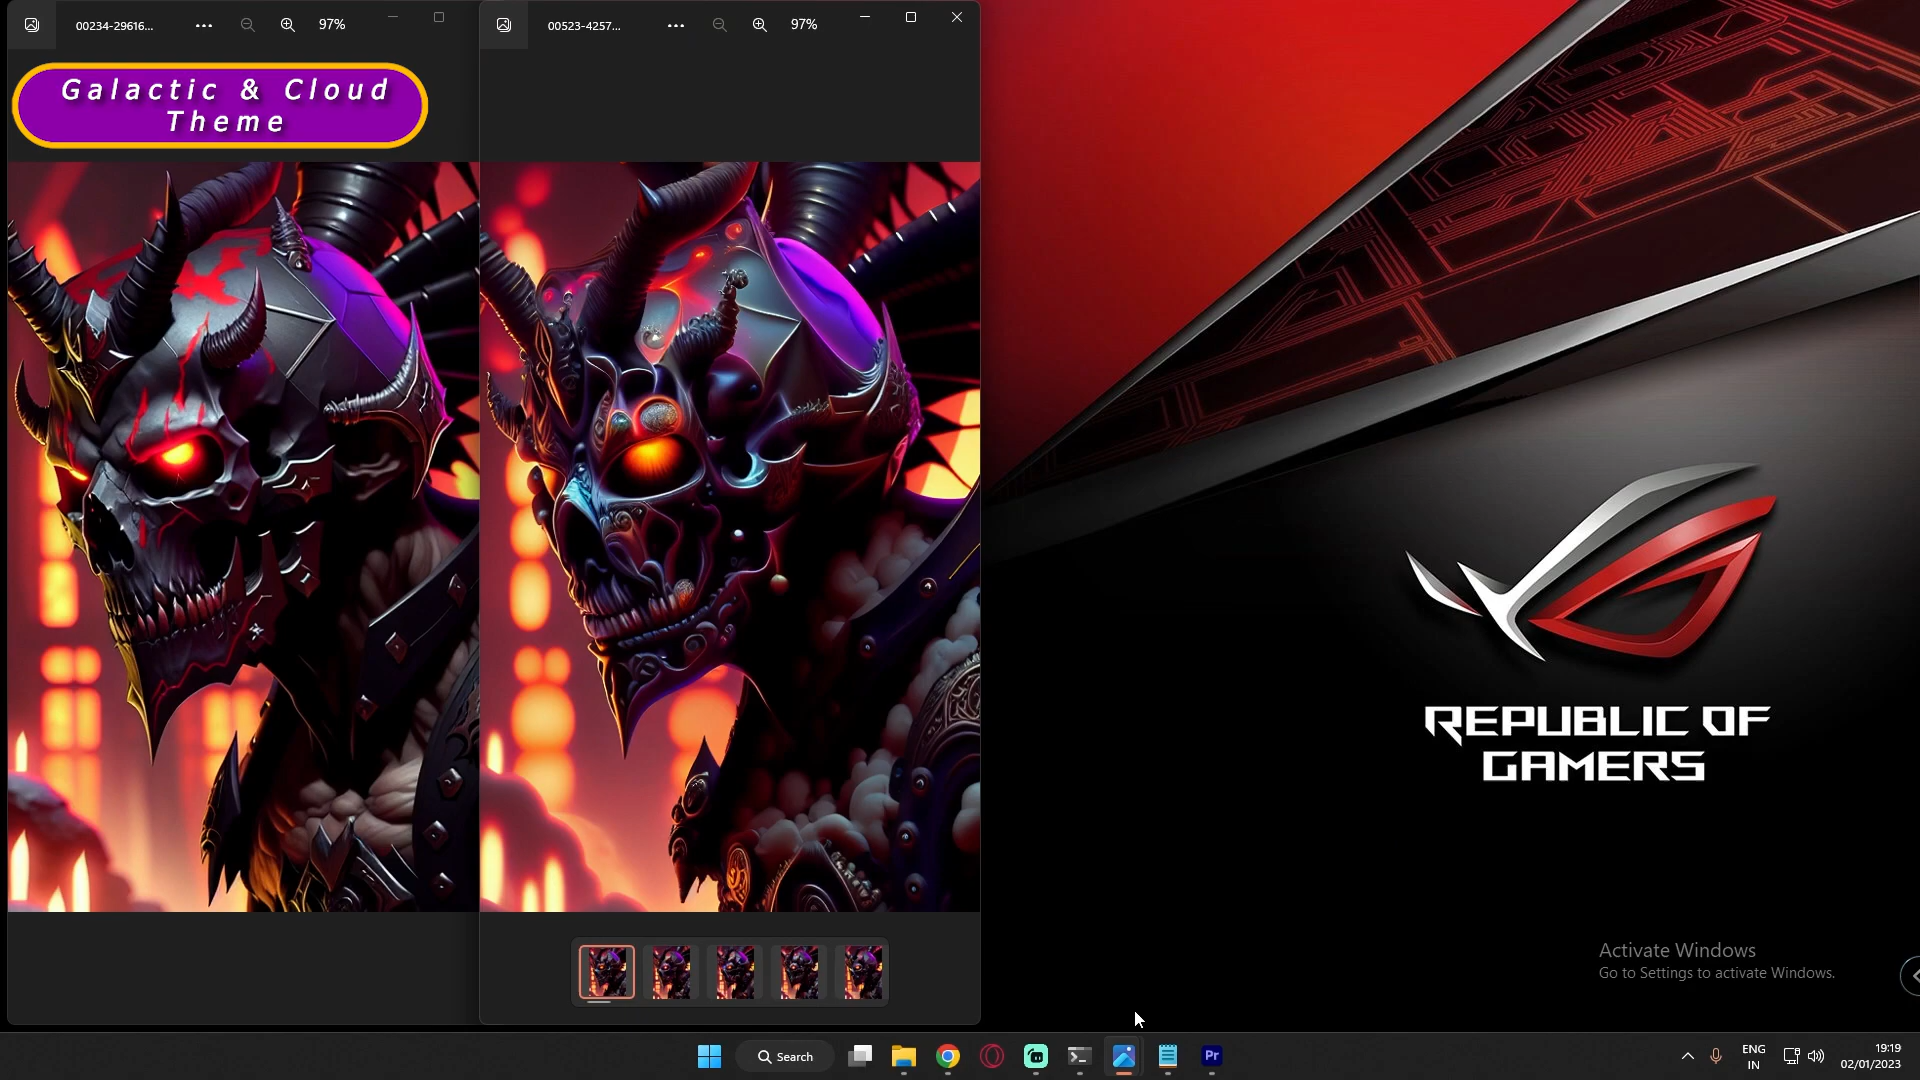 00234-29616...
97%
00523-4257...
97%
Galactic & Cloud
Theme
REPUBLIC OF
GAMERS
Activate Windows
Go to Settings to activate Windows.
Search
Pr
ENG
IN
19:19
02/01/2023